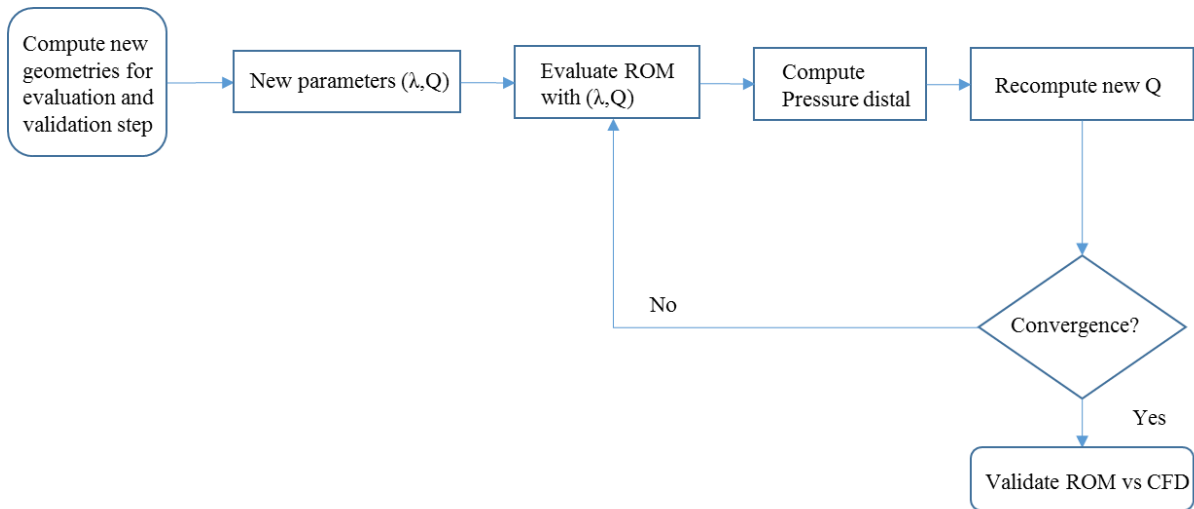 Compute new
geometries for
evaluation and
validation step
New parameters (λ,Q)
Evaluate ROM
with (λ,Q)
Compute
Pressure distal
Recompute new Q
No
Convergence?
Yes
Validate ROM vs CFD